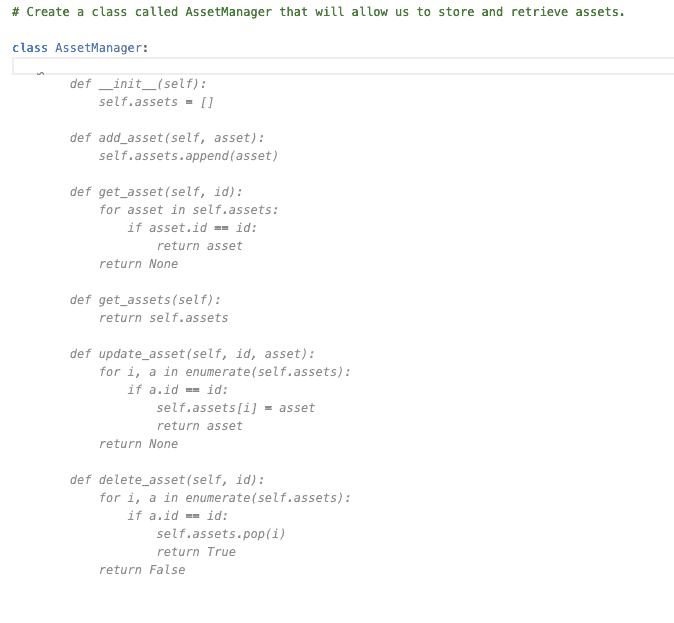 # Create a class called AssetManager that will allow us to store and retrieve assets.
class AssetManager:
def __init__(self):
self.assets = []
def add_asset(self, asset):
self.assets.append(asset)
def get_asset(self, id):
for asset in self.assets:
if asset.id == id:
return asset
return None
def get_assets(self):
return self.assets
def update_asset(self, id, asset):
for i, a in enumerate(self.assets):
if a.id == id:
self.assets[i] = asset
return asset
return None
def delete_asset(self, id):
for i, a in enumerate(self.assets):
if a.id == id:
self.assets.pop(i)
return True
return False